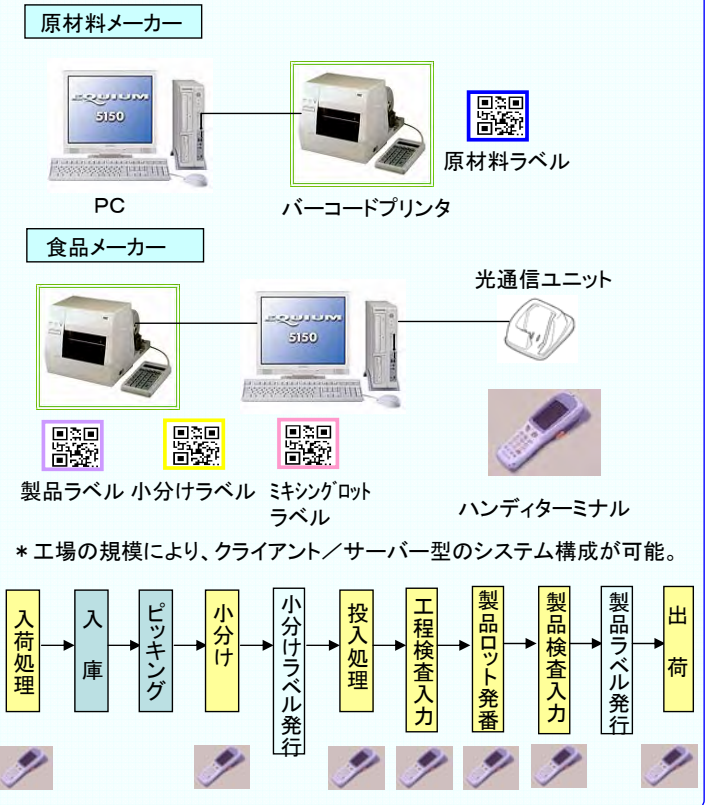 原材料メーカー
EQUIUM
5150
原材料ラベル
PC
バーコードプリンタ
食品メーカー
光通信ユニット
EQUIUM
5150
製品ラベル 小分けラベル ミキシングロット
ラベル
ハンディターミナル
*工場の規模により、クライアント/サーバー型のシステム構成が可能。
入荷処理
入庫
ピッキング
小分け
小分けラベル発行
投入処理
工程検査入力
製品ロット発番
製品検査入力
製品ラベル発行
出荷